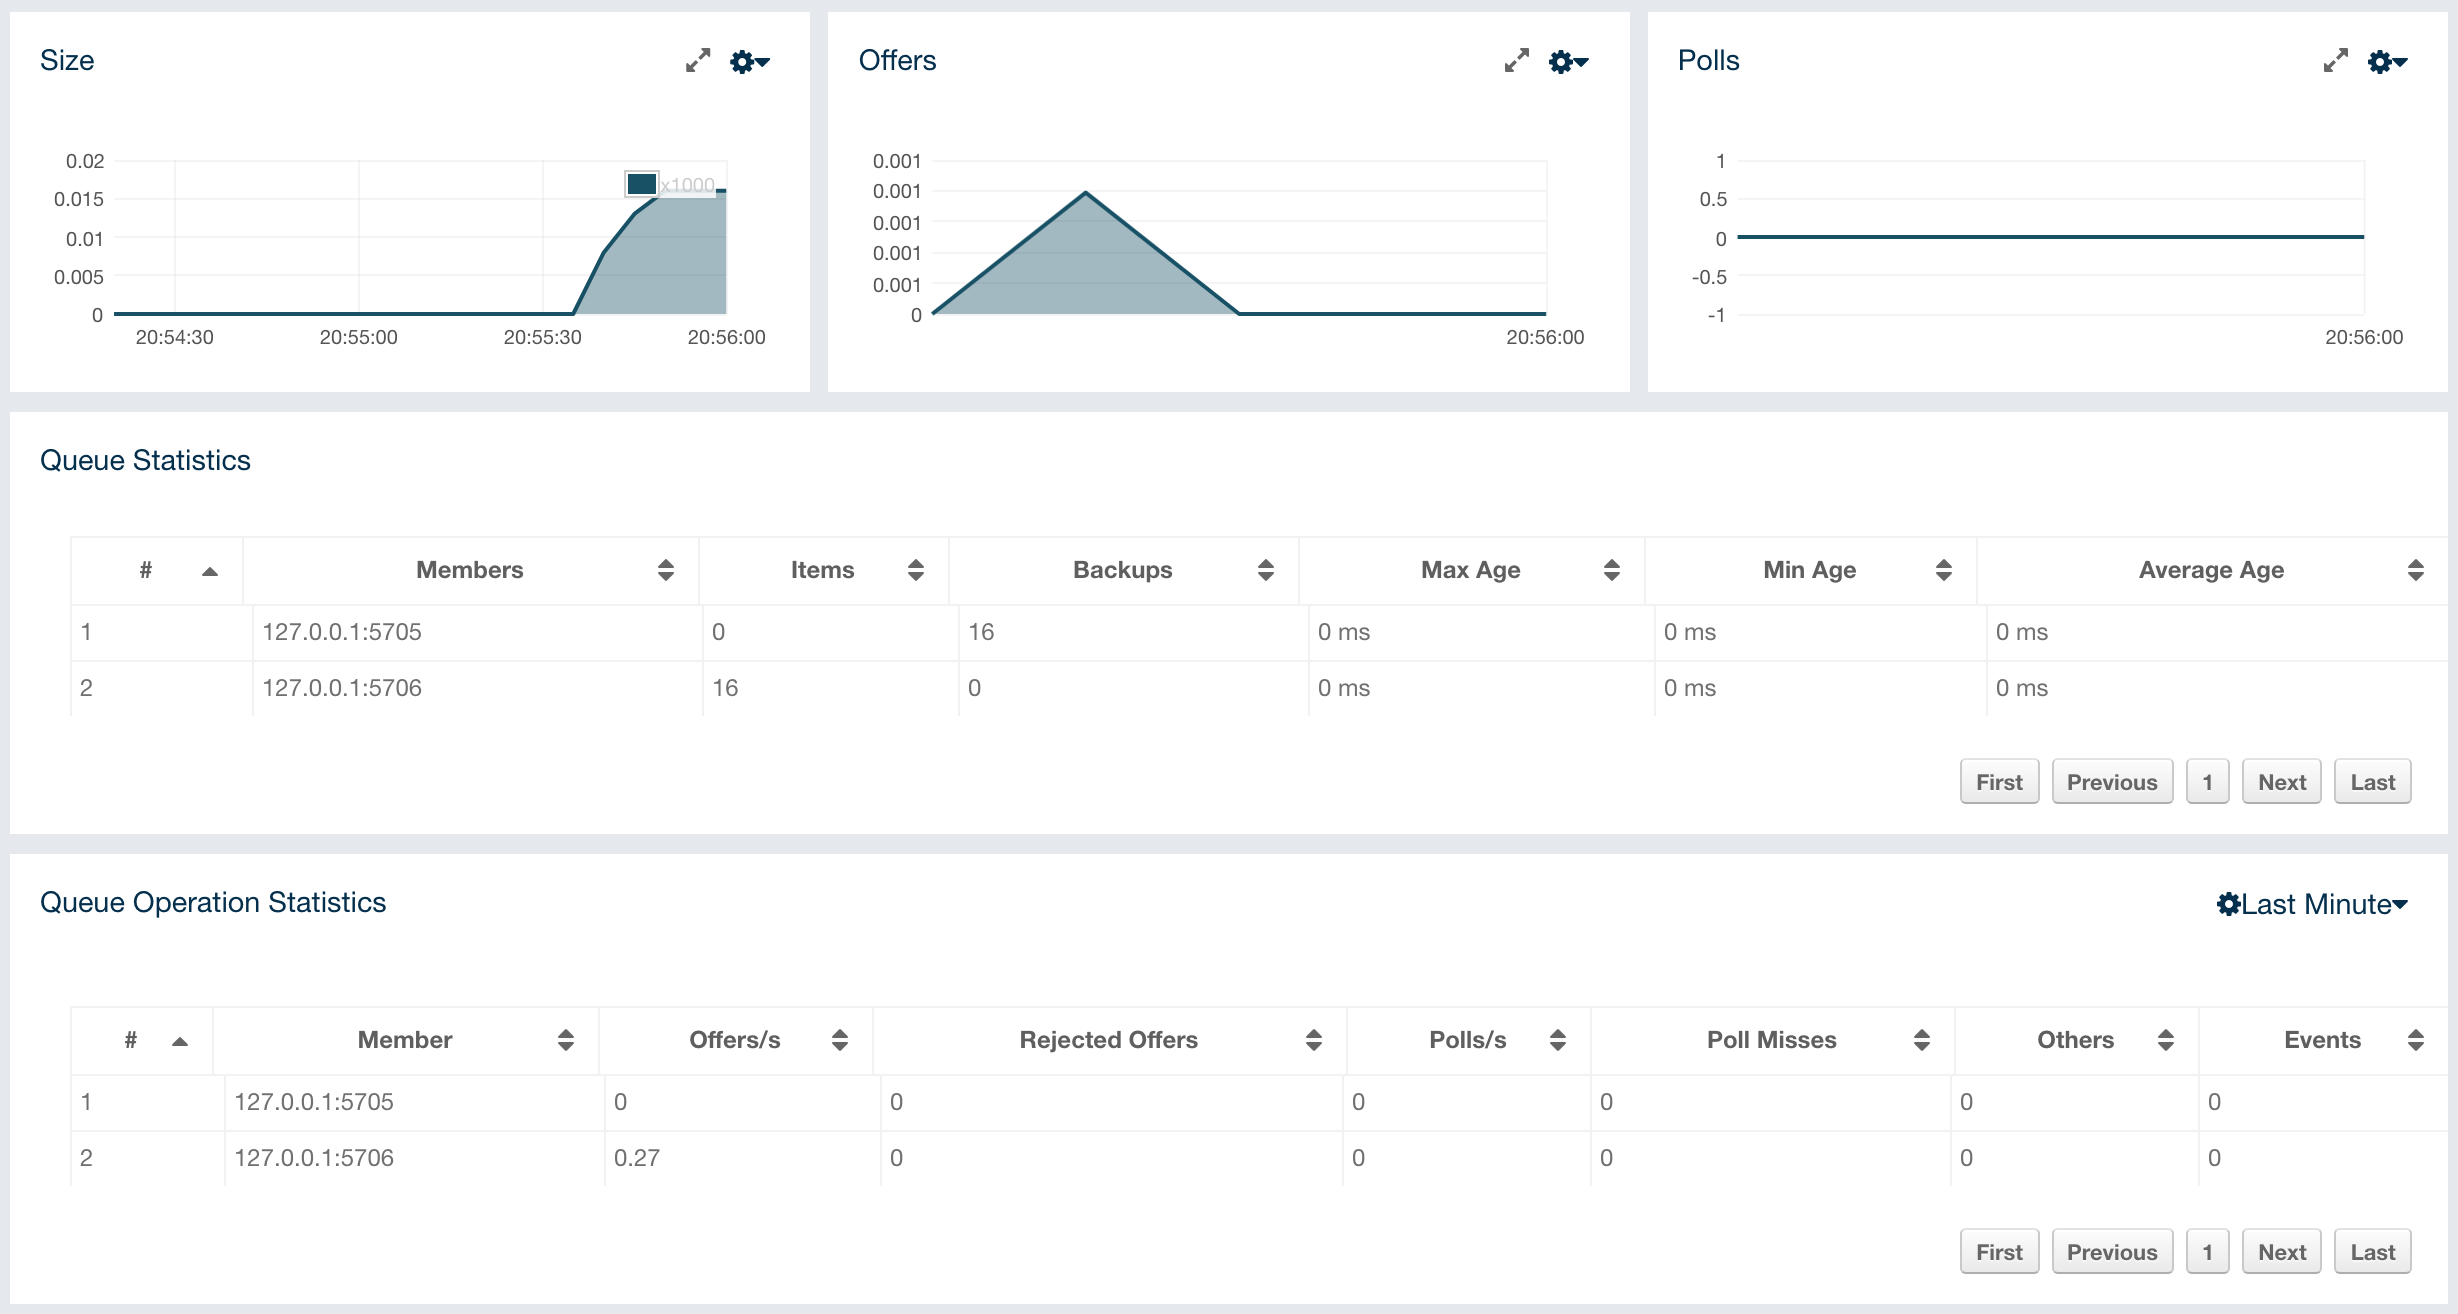 Size
0.02
0.015
0.01
0.005
0
x1000
20:54:30 20:55:00 20:55:30 20:56:00
Offers
0.001
0.001
0.001
0.001
0.001
0
20:56:00
Polls
1
0.5
0
-0.5
-1
20:56:00
Queue Statistics
# Members Items Backups Max Age Min Age Average Age
1 127.0.0.1:5705 0 16 0 ms 0 ms 0 ms
2 127.0.0.1:5706 16 0 0 ms 0 ms 0 ms
First Previous 1 Next Last
Queue Operation Statistics
Last Minute
# Member Offers/s Rejected Offers Polls/s Poll Misses Others Events
1 127.0.0.1:5705 0 0 0 0 0 0
2 127.0.0.1:5706 0.27 0 0 0 0 0
First Previous 1 Next Last